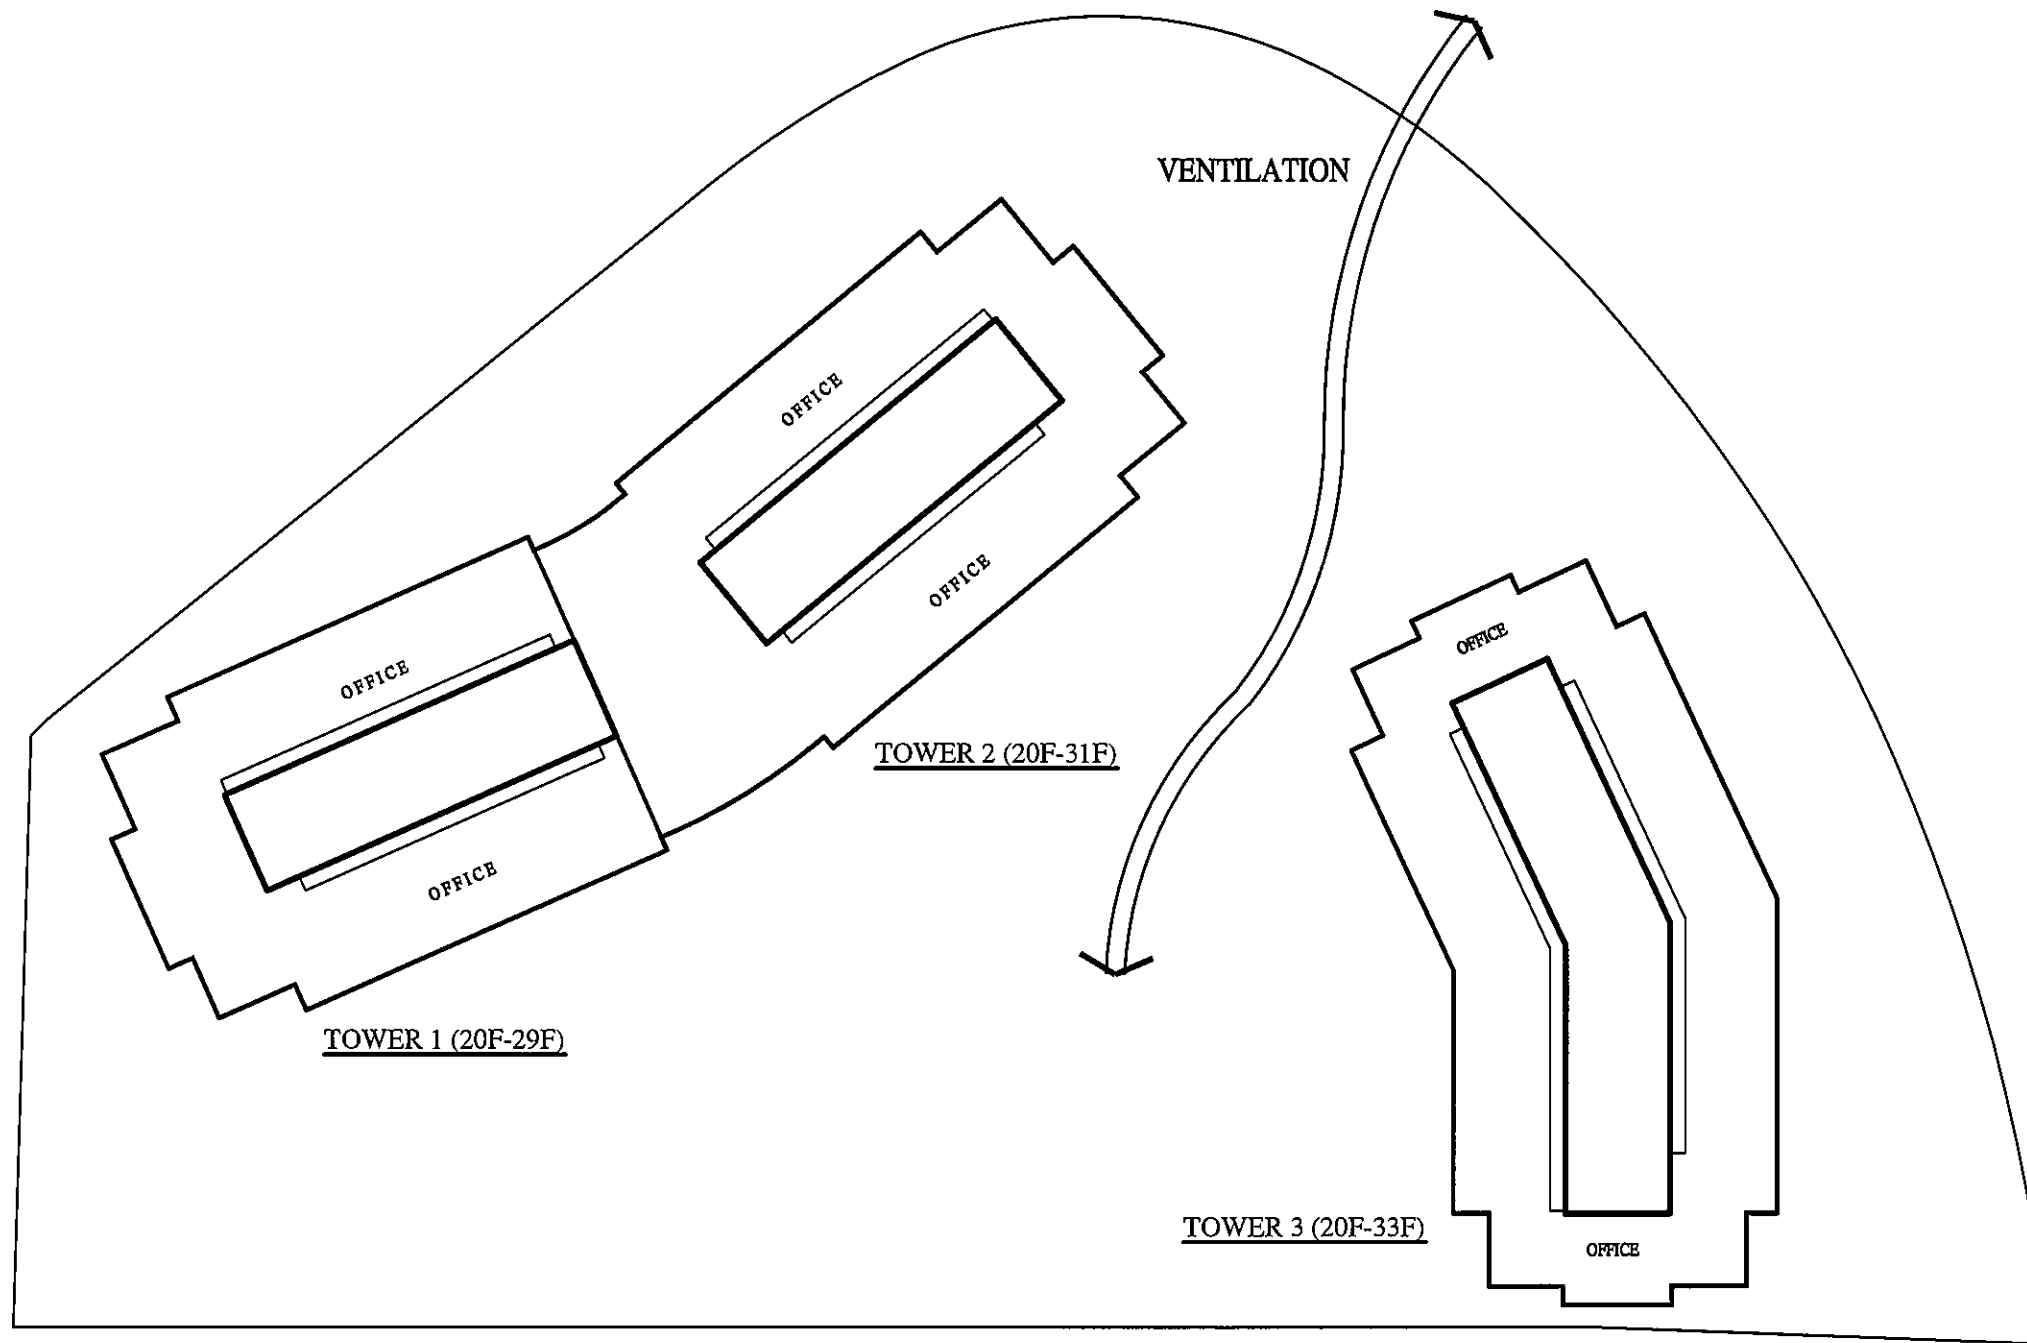 VENTILATION
OFFICE
OFFICE
TOWER 2 (20F-31F)
OFFICE
OFFICE
TOWER 1 (20F-29F)
OFFICE
TOWER 3 (20F-33F)
OFFICE